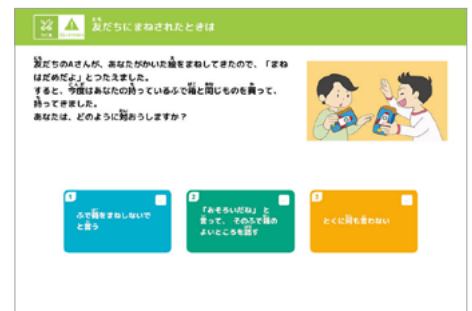 友だちにまねされたときは
友だちのAさんが、あなたがかいた絵をまねしてきたので、「まね
はだめだよ」とつたえました。
すると、今度はあなたの持っているふで箱と同じものを買って、
持ってきました。
あなたは、どのように対おうしますか？
1
ふで箱をまねしないで
と言う
2
「おそろいだね」と
言って、そのふで箱の
よいところを話す
3
とくに何も言わない